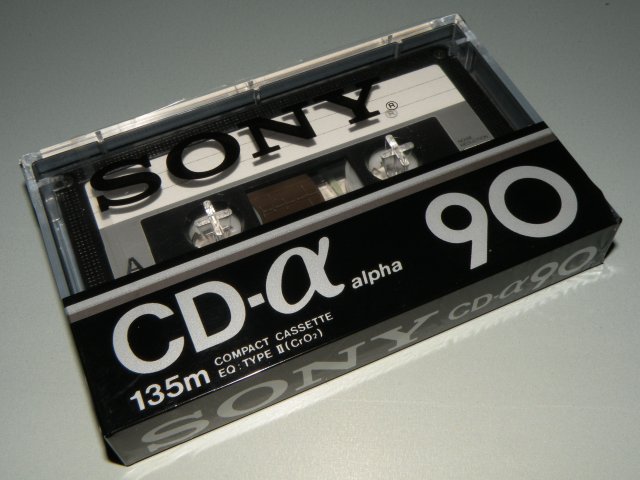 SONY®
A
CD-α alpha 90
135m COMPACT CASSETTE
EQ: TYPE II (CrO₂)
SONY CD-α90